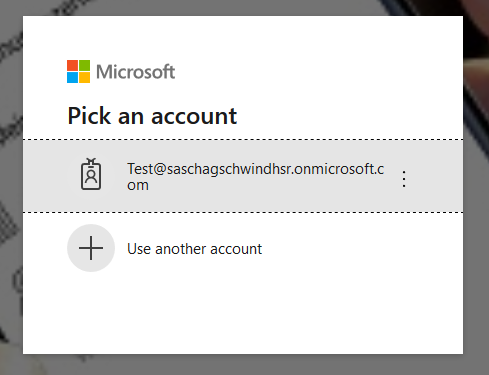 Microsoft
Pick an account
Test@saschagschwindhsr.onmicrosoft.c
om
Use another account